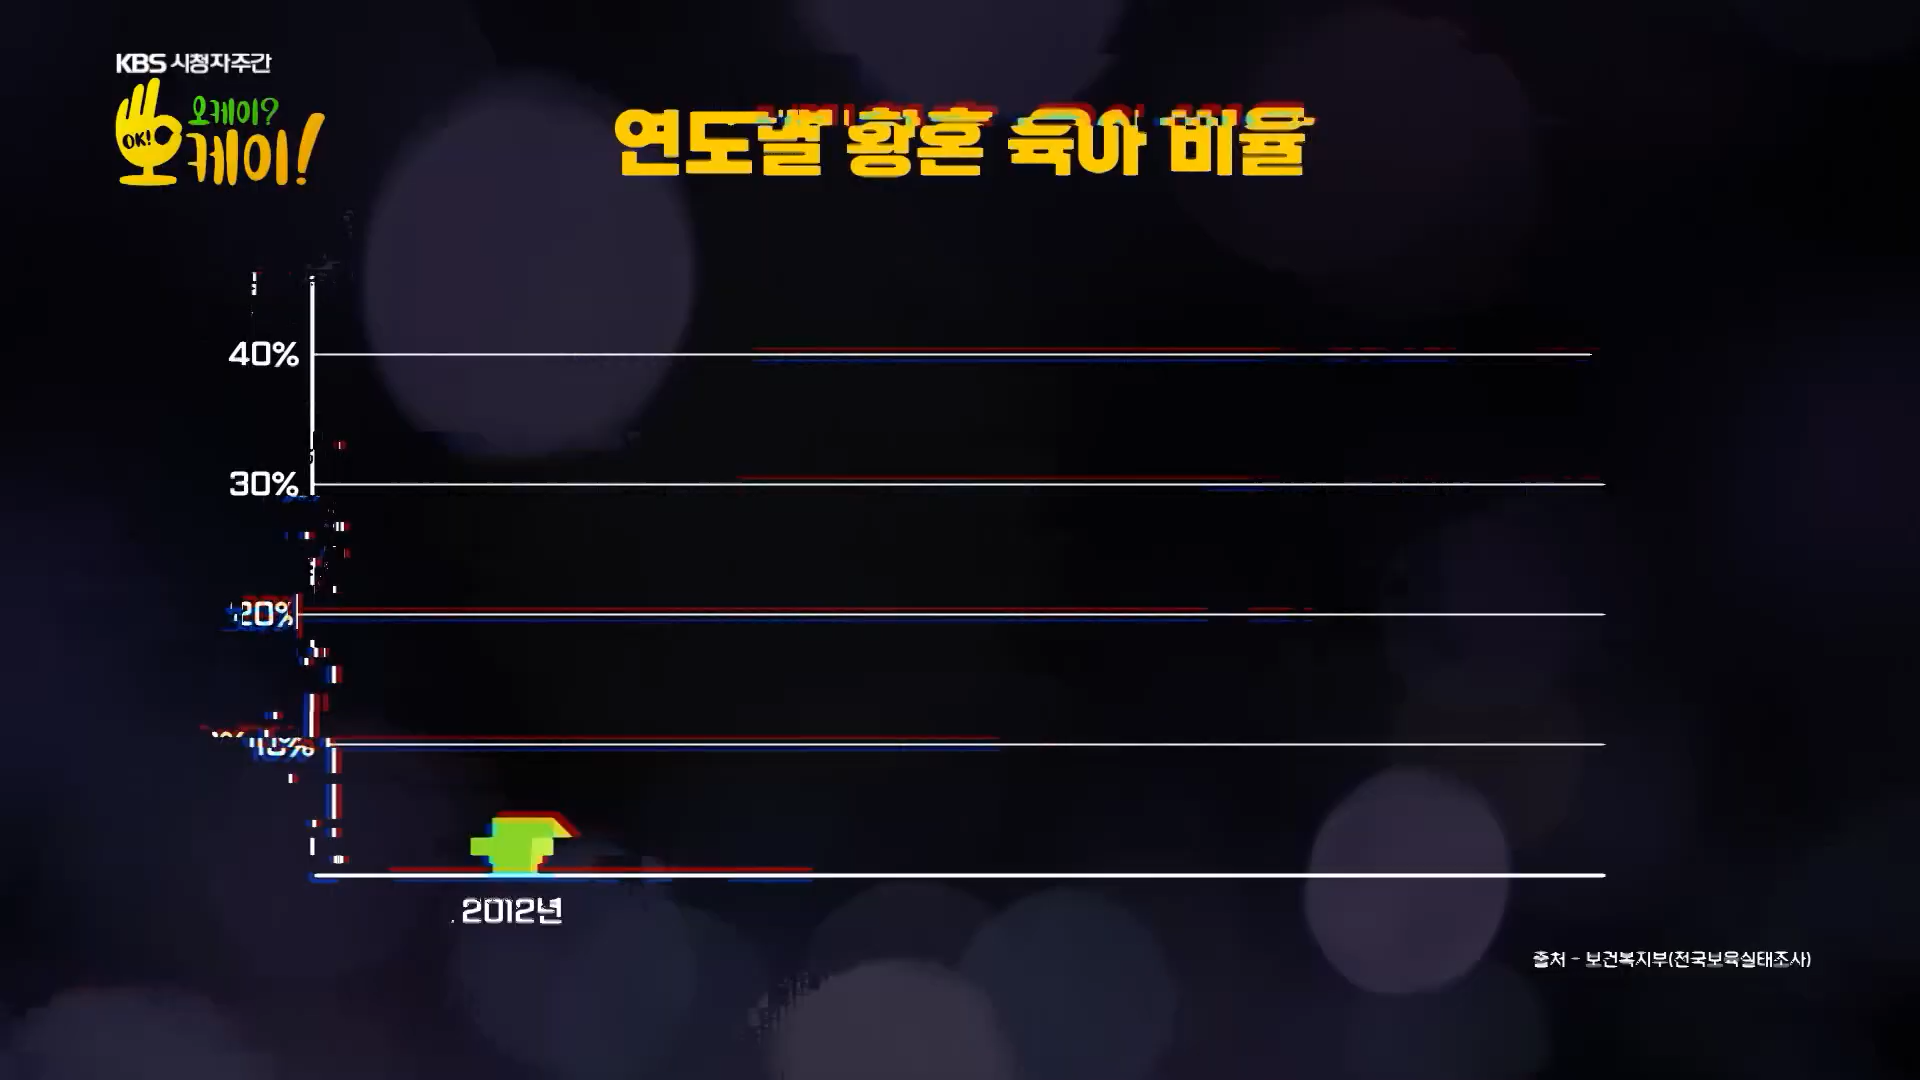 KBS 시청자주간
오케이?
OK!
오케이!
연도별 황혼 육아 비율
40%
30%
20%
10%
2012년
출처 - 보건복지부(전국보육실태조사)